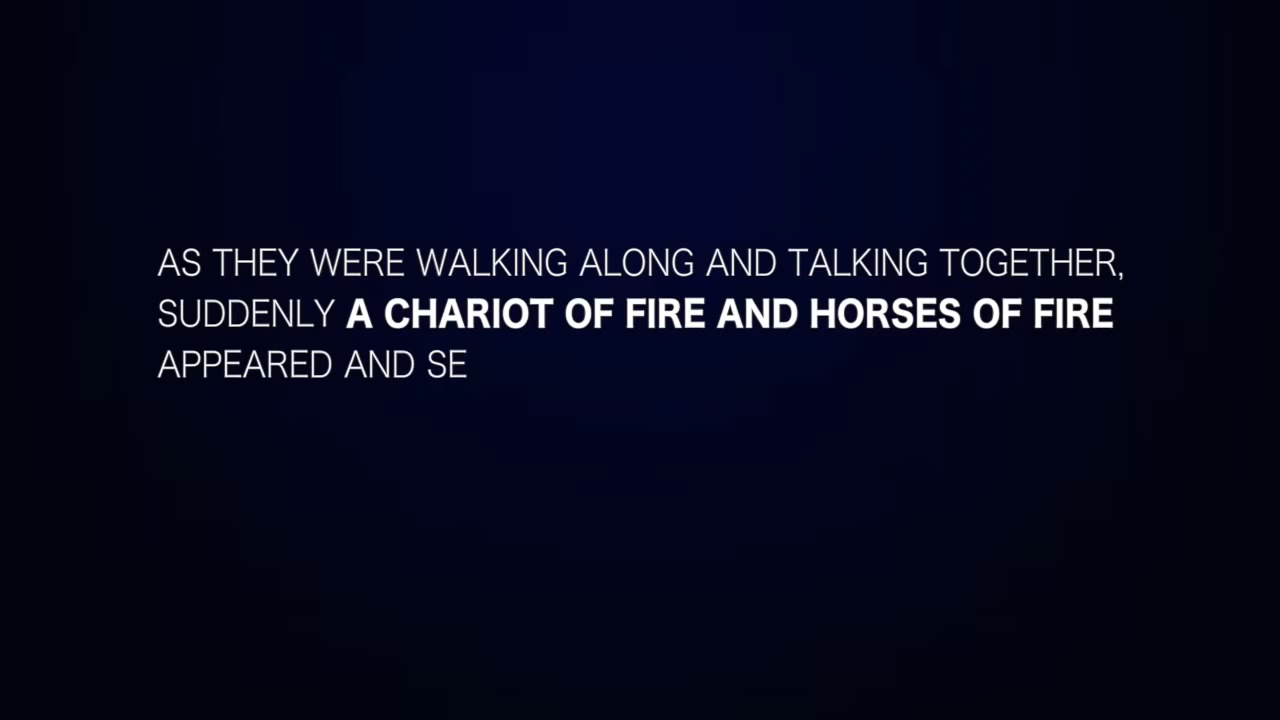 AS THEY WERE WALKING ALONG AND TALKING TOGETHER,
SUDDENLY A CHARIOT OF FIRE AND HORSES OF FIRE
APPEARED AND SE